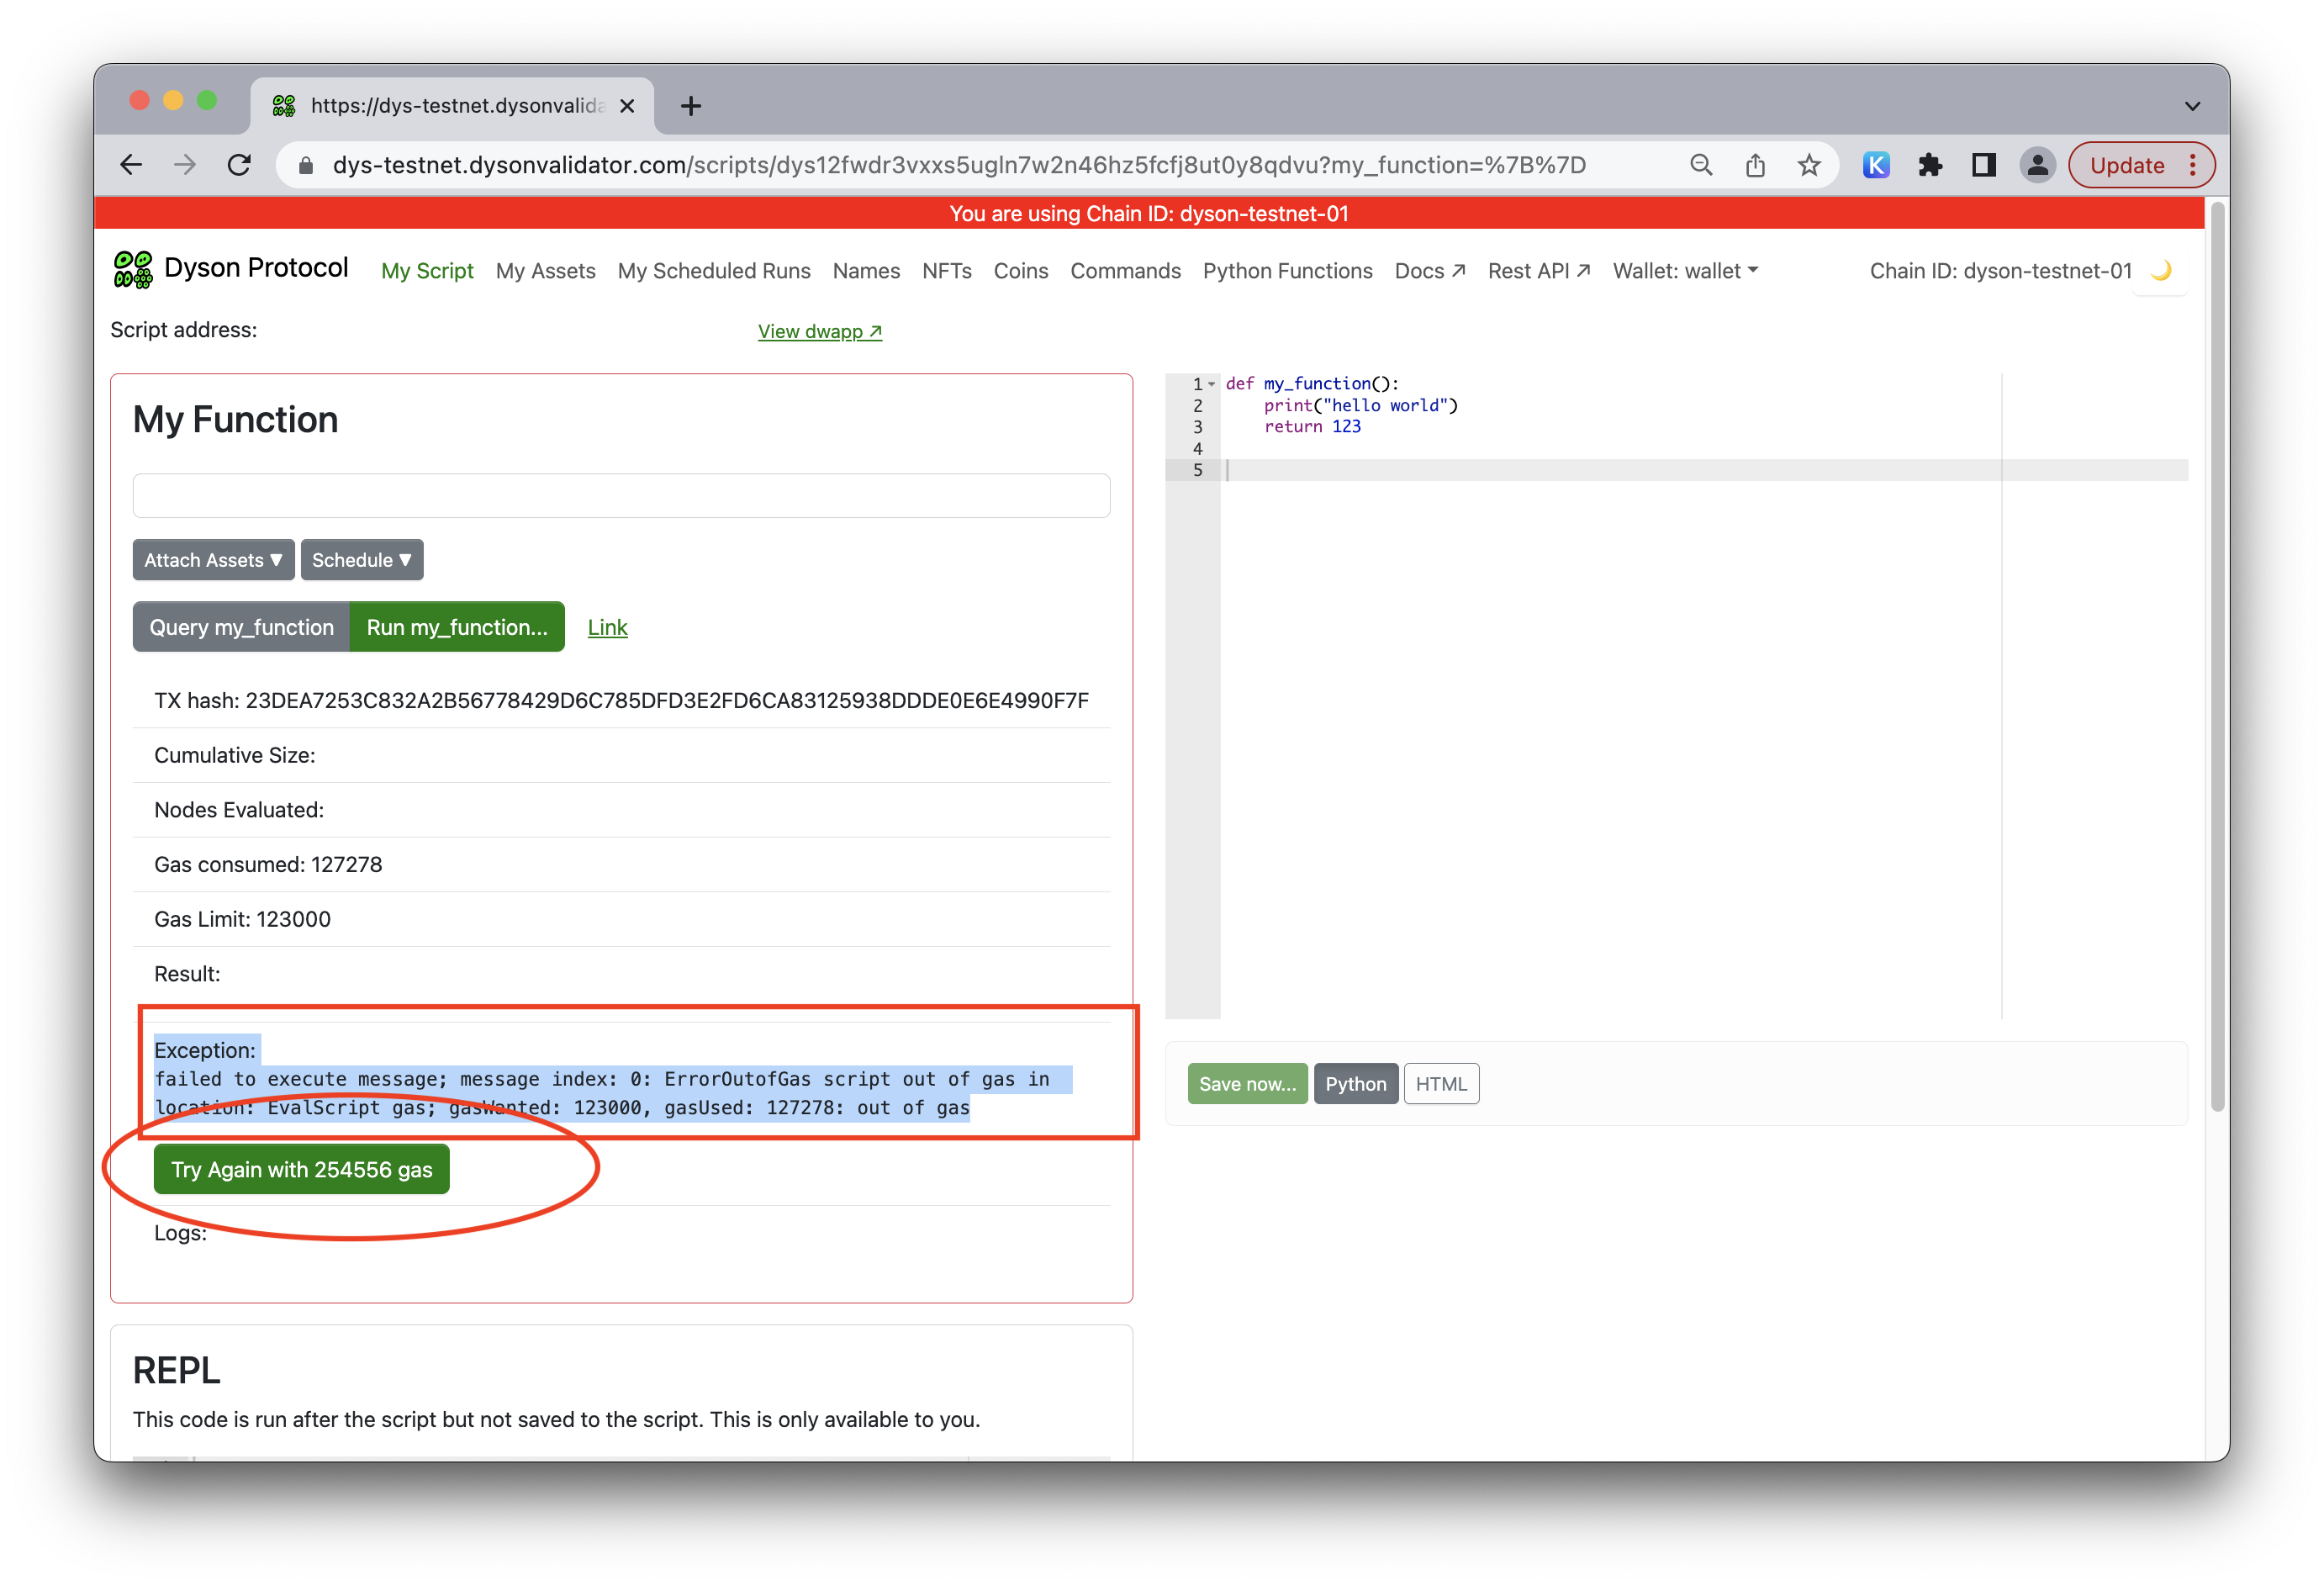 https://dys-testnet.dysonvalida
dys-testnet.dysonvalidator.com/scripts/dys12fwdr3vxxs5ugln7w2n46hz5fcfj8ut0y8qdvu?my_function=%7B%7D
K
Update
You are using Chain ID: dyson-testnet-01
Dyson Protocol
My Script
My Assets
My Scheduled Runs
Names
NFTs
Coins
Commands
Python Functions
Docs ↗
Rest API ↗
Wallet: wallet
Chain ID: dyson-testnet-01
Script address:
View dwapp ↗
My Function
Attach Assets ▼
Schedule ▼
Query my_function
Run my_function...
Link
TX hash: 23DEA7253C832A2B56778429D6C785DFD3E2FD6CA83125938DDDE0E6E4990F7F
Cumulative Size:
Nodes Evaluated:
Gas consumed: 127278
Gas Limit: 123000
Result:
Exception:
failed to execute message; message index: 0: ErrorOutofGas script out of gas in
location: EvalScript gas; gasWanted: 123000, gasUsed: 127278: out of gas
Try Again with 254556 gas
Logs:
REPL
This code is run after the script but not saved to the script. This is only available to you.
1 def my_function():
2 print("hello world")
3 return 123
4
5
Save now...
Python
HTML